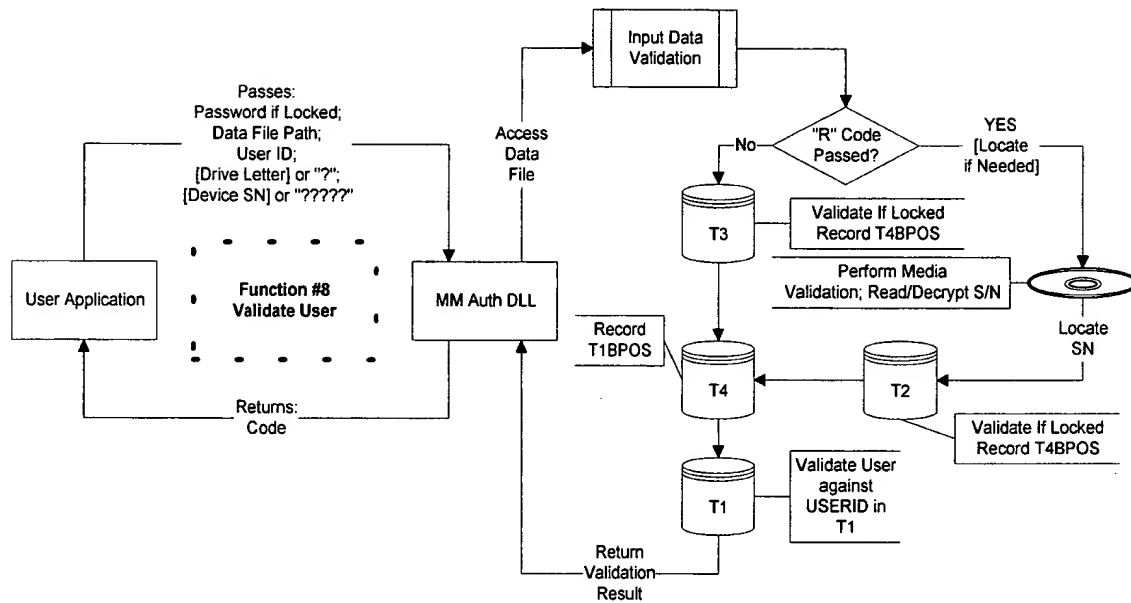 Input Data
Validation
Passes:
Password if Locked;
Data File Path;
User ID;
[Drive Letter] or "?";
[Device SN] or "?????"
Access
Data
File
"R" Code
Passed?
No
YES
[Locate
if Needed]
T3
Validate If Locked
Record T4BPOS
User Application
Function #8
Validate User
MM Auth DLL
Perform Media
Validation; Read/Decrypt S/N
Locate
SN
Record
T1BPOS
T4
T2
Returns:
Code
Validate If Locked
Record T4BPOS
T1
Validate User
against
USERID in
T1
Return
Validation
Result